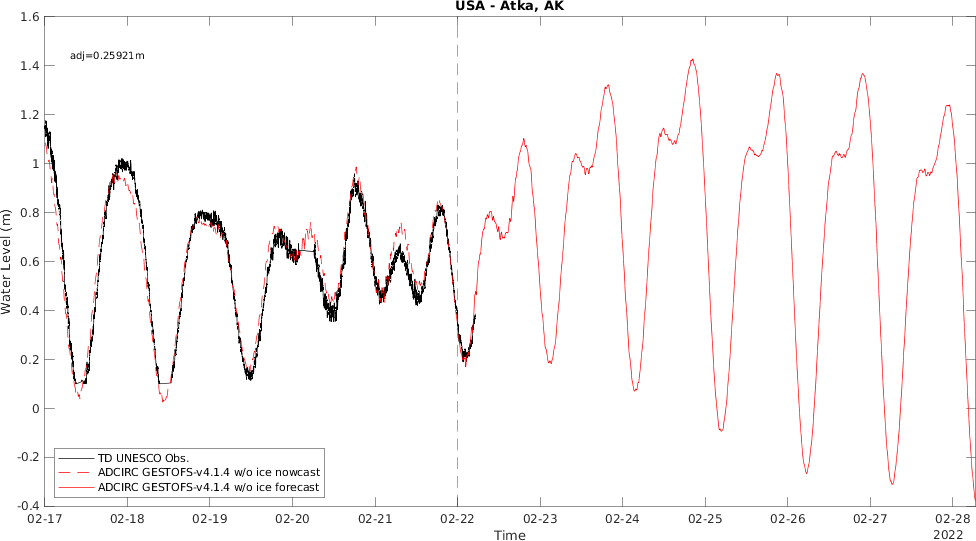 USA - Atka, AK
adj=0.25921m
1.6
1.4
1.2
1
0.8
0.6
0.4
0.2
0
-0.2
-0.4
Water Level (m)
TD UNESCO Obs.
ADCIRC GESTOFS-v4.1.4 w/o ice nowcast
ADCIRC GESTOFS-v4.1.4 w/o ice forecast
02-17 02-18 02-19 02-20 02-21 02-22 02-23 02-24 02-25 02-26 02-27 02-28
2022
Time